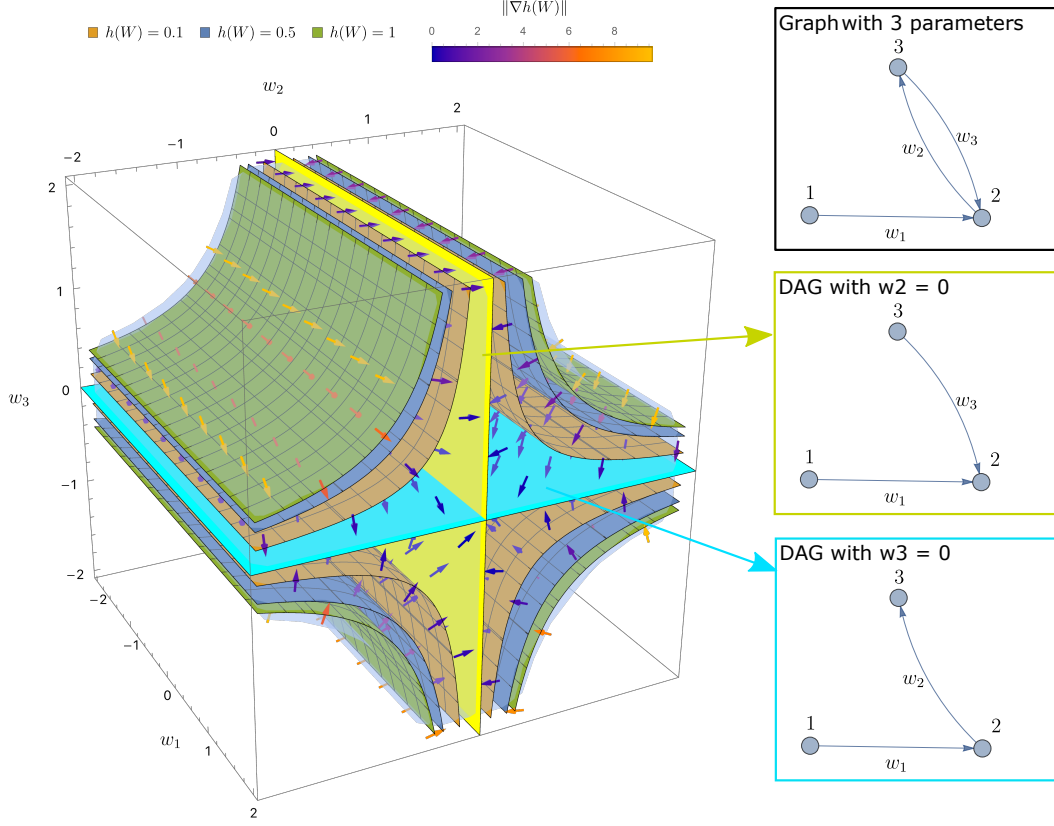 ‖∇h(W)‖
h(W) = 0.1 h(W) = 0.5 h(W) = 1
0 2 4 6 8
w₂
−2 −1 0 1 2
2
1
0
−1
−2
w₃
−2
−1
0
1
2
w₁
Graph with 3 parameters
3
w₃
w₂
1
2
w₁
DAG with w2 = 0
3
w₃
1
2
w₁
DAG with w3 = 0
3
w₂
1
2
w₁